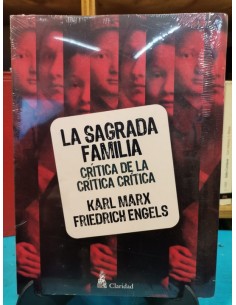 LA SAGRADA
FAMILIA
CRÍTICA DE LA
CRÍTICA CRÍTICA
KARL MARX
FRIEDRICH ENGELS
Claridad